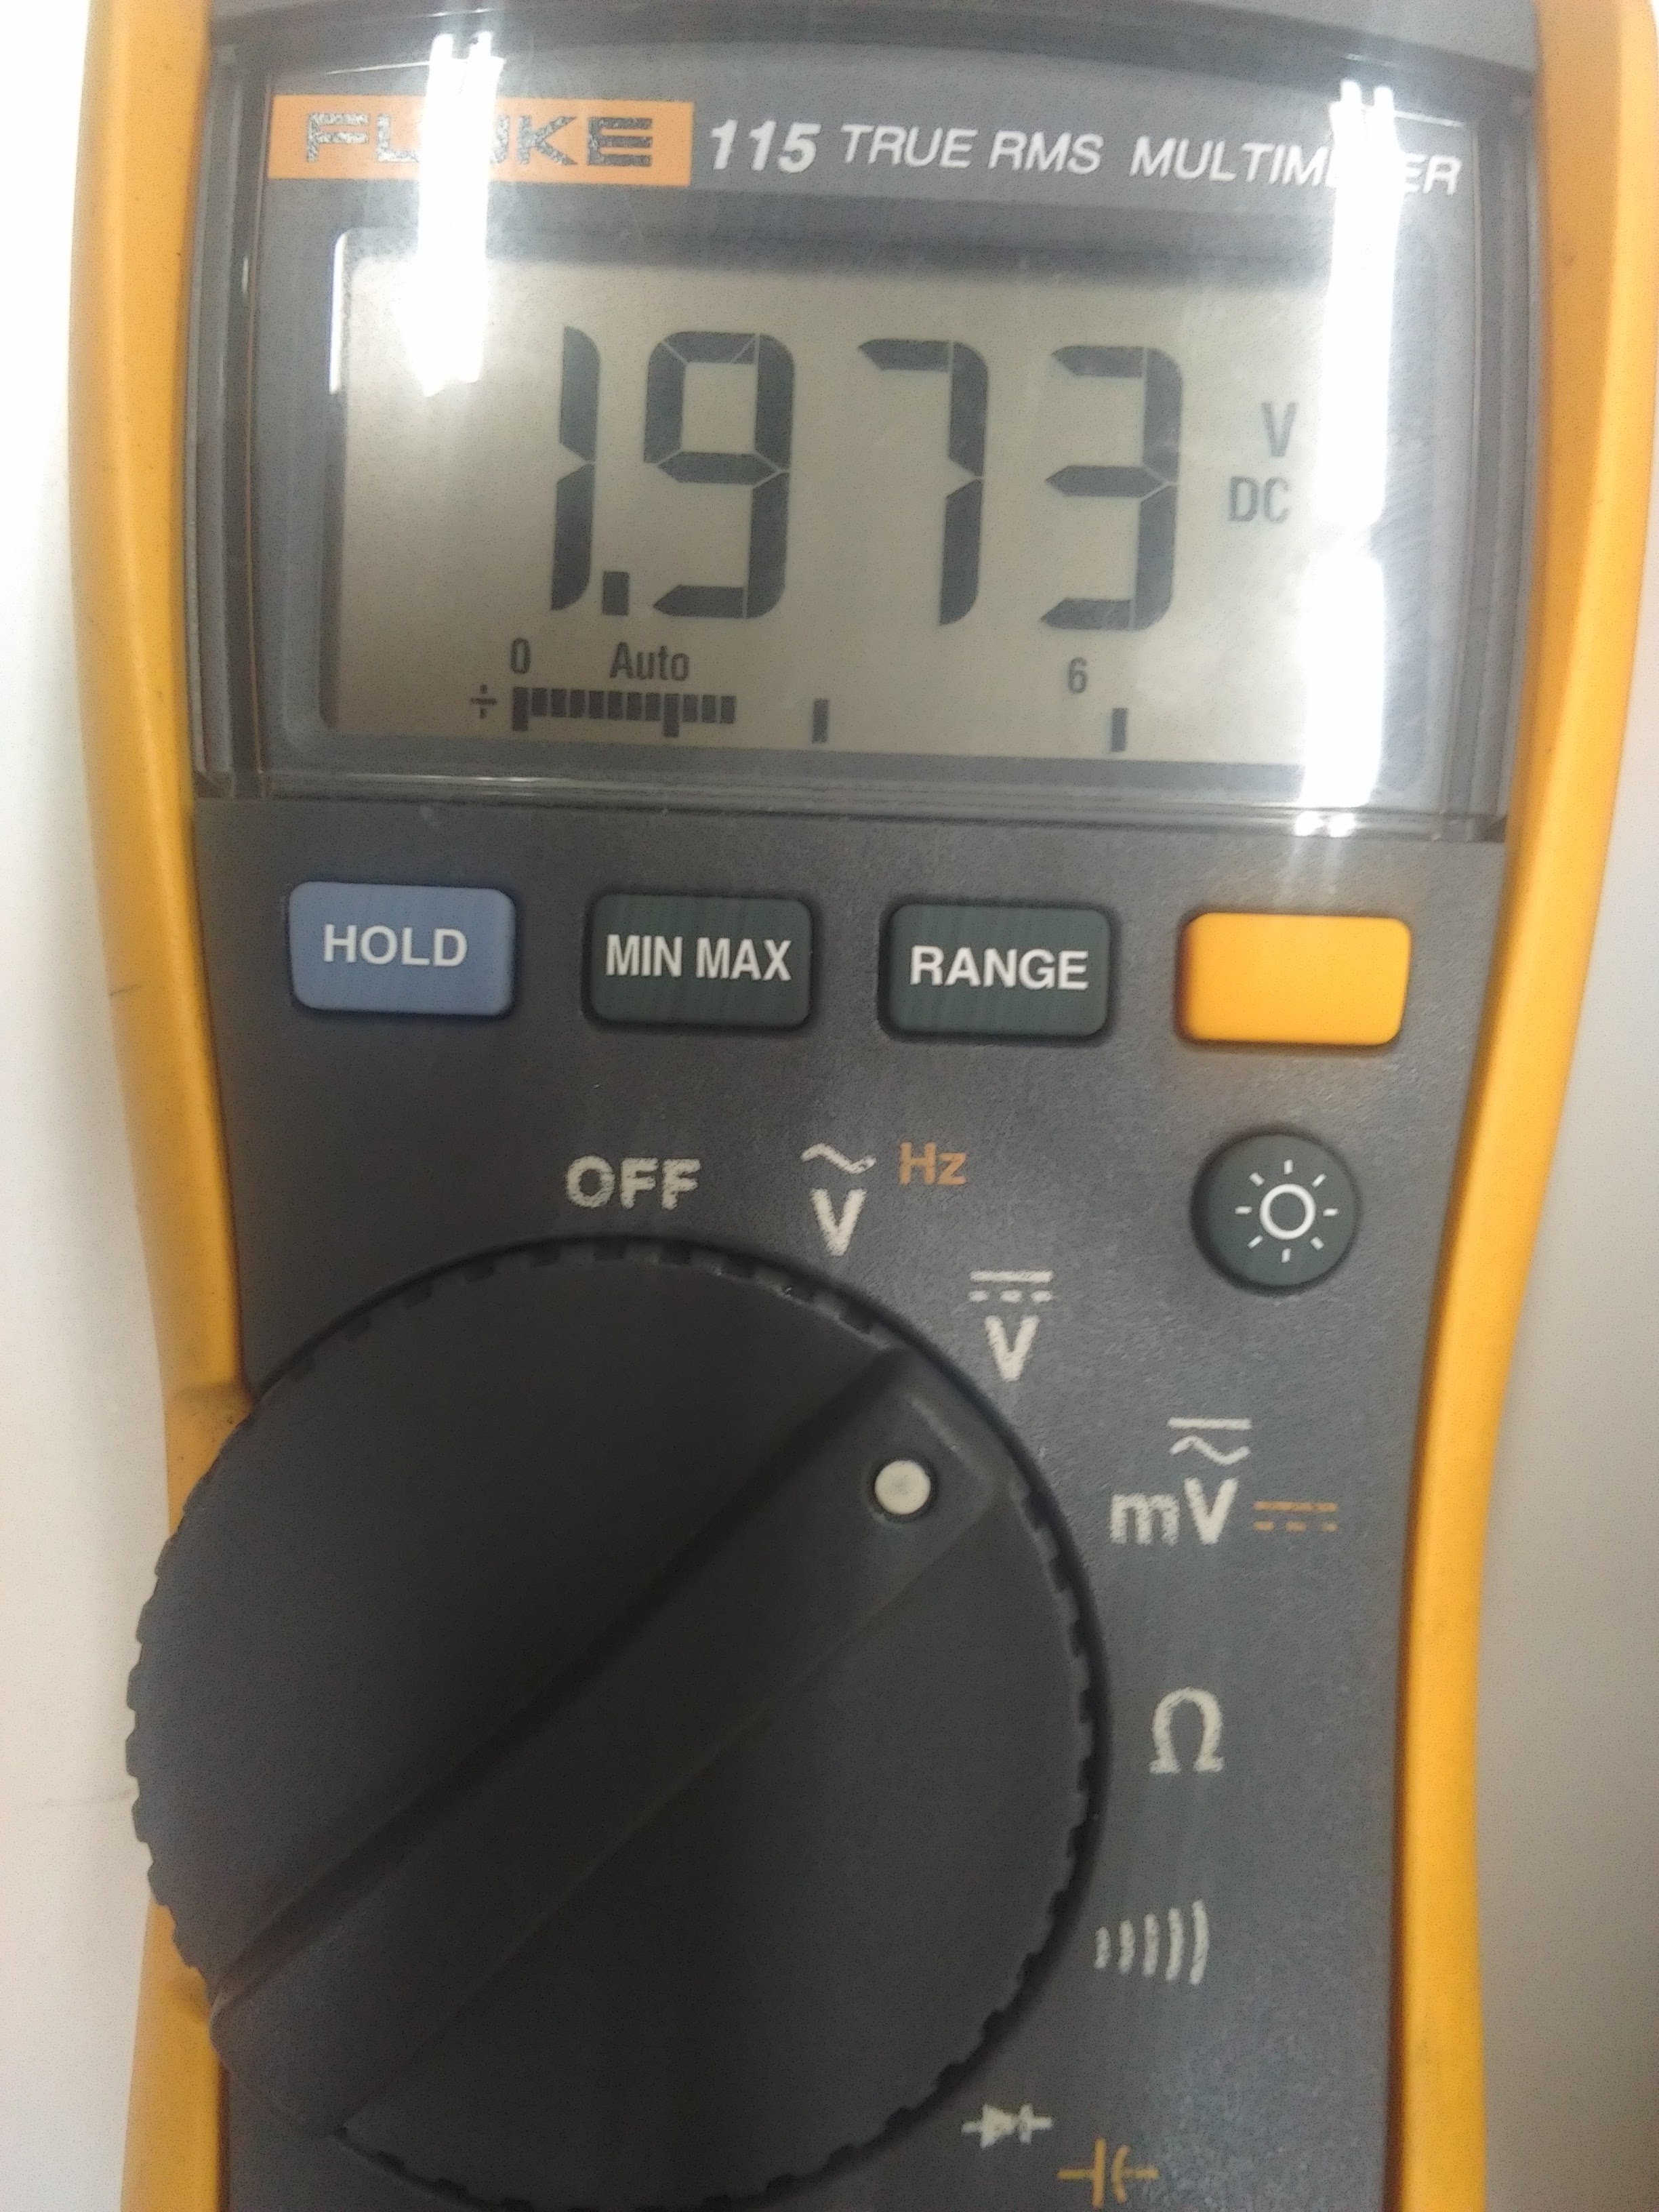 FLUKE 115 TRUE RMS MULTIMETER
1.973 V
DC
0 Auto 6
HOLD MIN MAX RANGE
OFF V Hz
V
mV
Ω